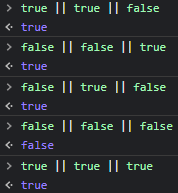 > true || true || false
<· true
> false || false || true
<· true
> false || true || false
<· true
> false || false || false
<· false
> true || true || true
<· true